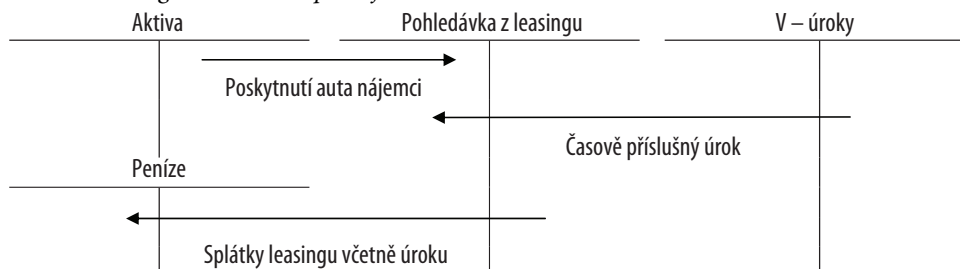 Aktiva Pohledávka z leasingu V – úroky
Poskytnutí auta nájemci
Časově příslušný úrok
Peníze
Splátky leasingu včetně úroku